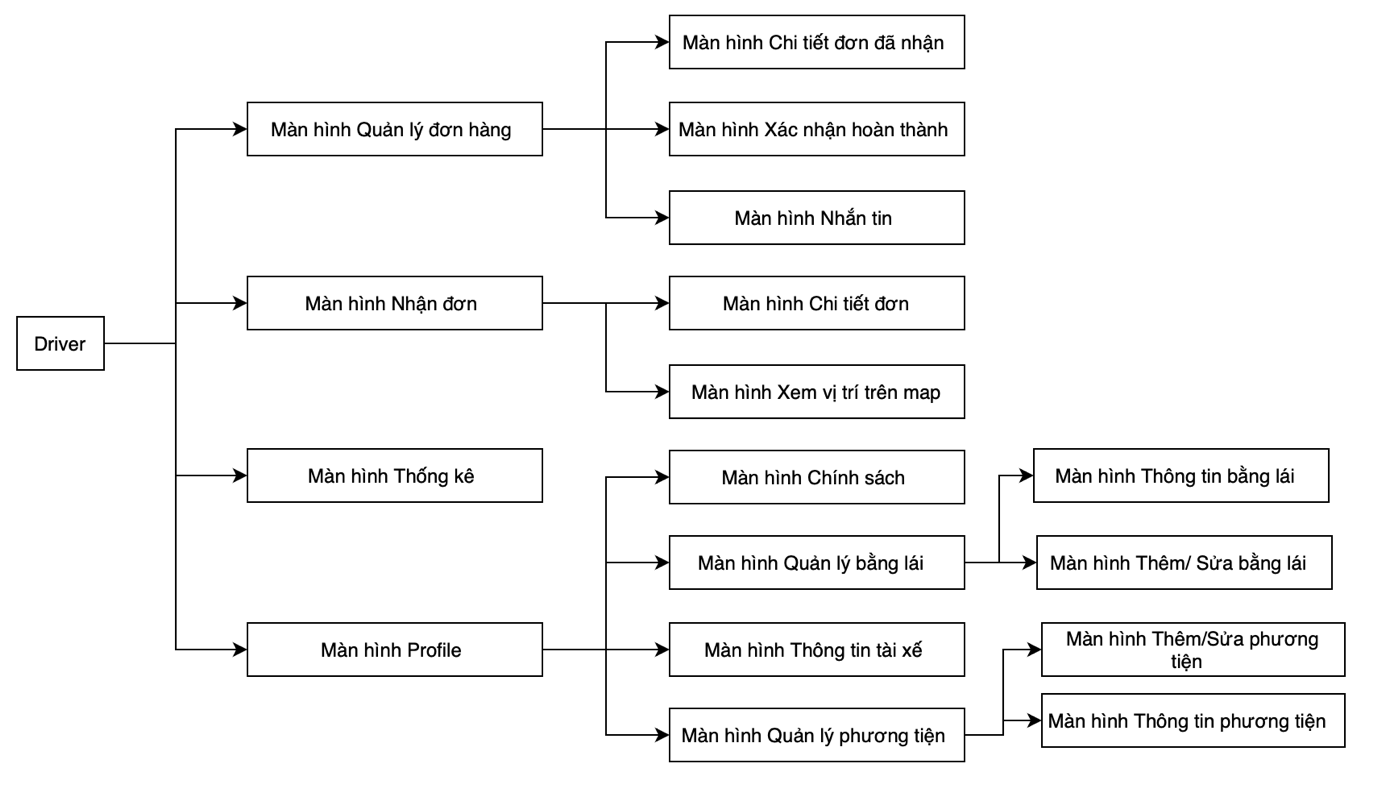 Driver
Màn hình Quản lý đơn hàng
Màn hình Chi tiết đơn đã nhận
Màn hình Xác nhận hoàn thành
Màn hình Nhắn tin
Màn hình Nhận đơn
Màn hình Chi tiết đơn
Màn hình Xem vị trí trên map
Màn hình Thống kê
Màn hình Profile
Màn hình Chính sách
Màn hình Quản lý bằng lái
Màn hình Thông tin bằng lái
Màn hình Thêm/ Sửa bằng lái
Màn hình Thông tin tài xế
Màn hình Quản lý phương tiện
Màn hình Thêm/Sửa phương
tiện
Màn hình Thông tin phương tiện